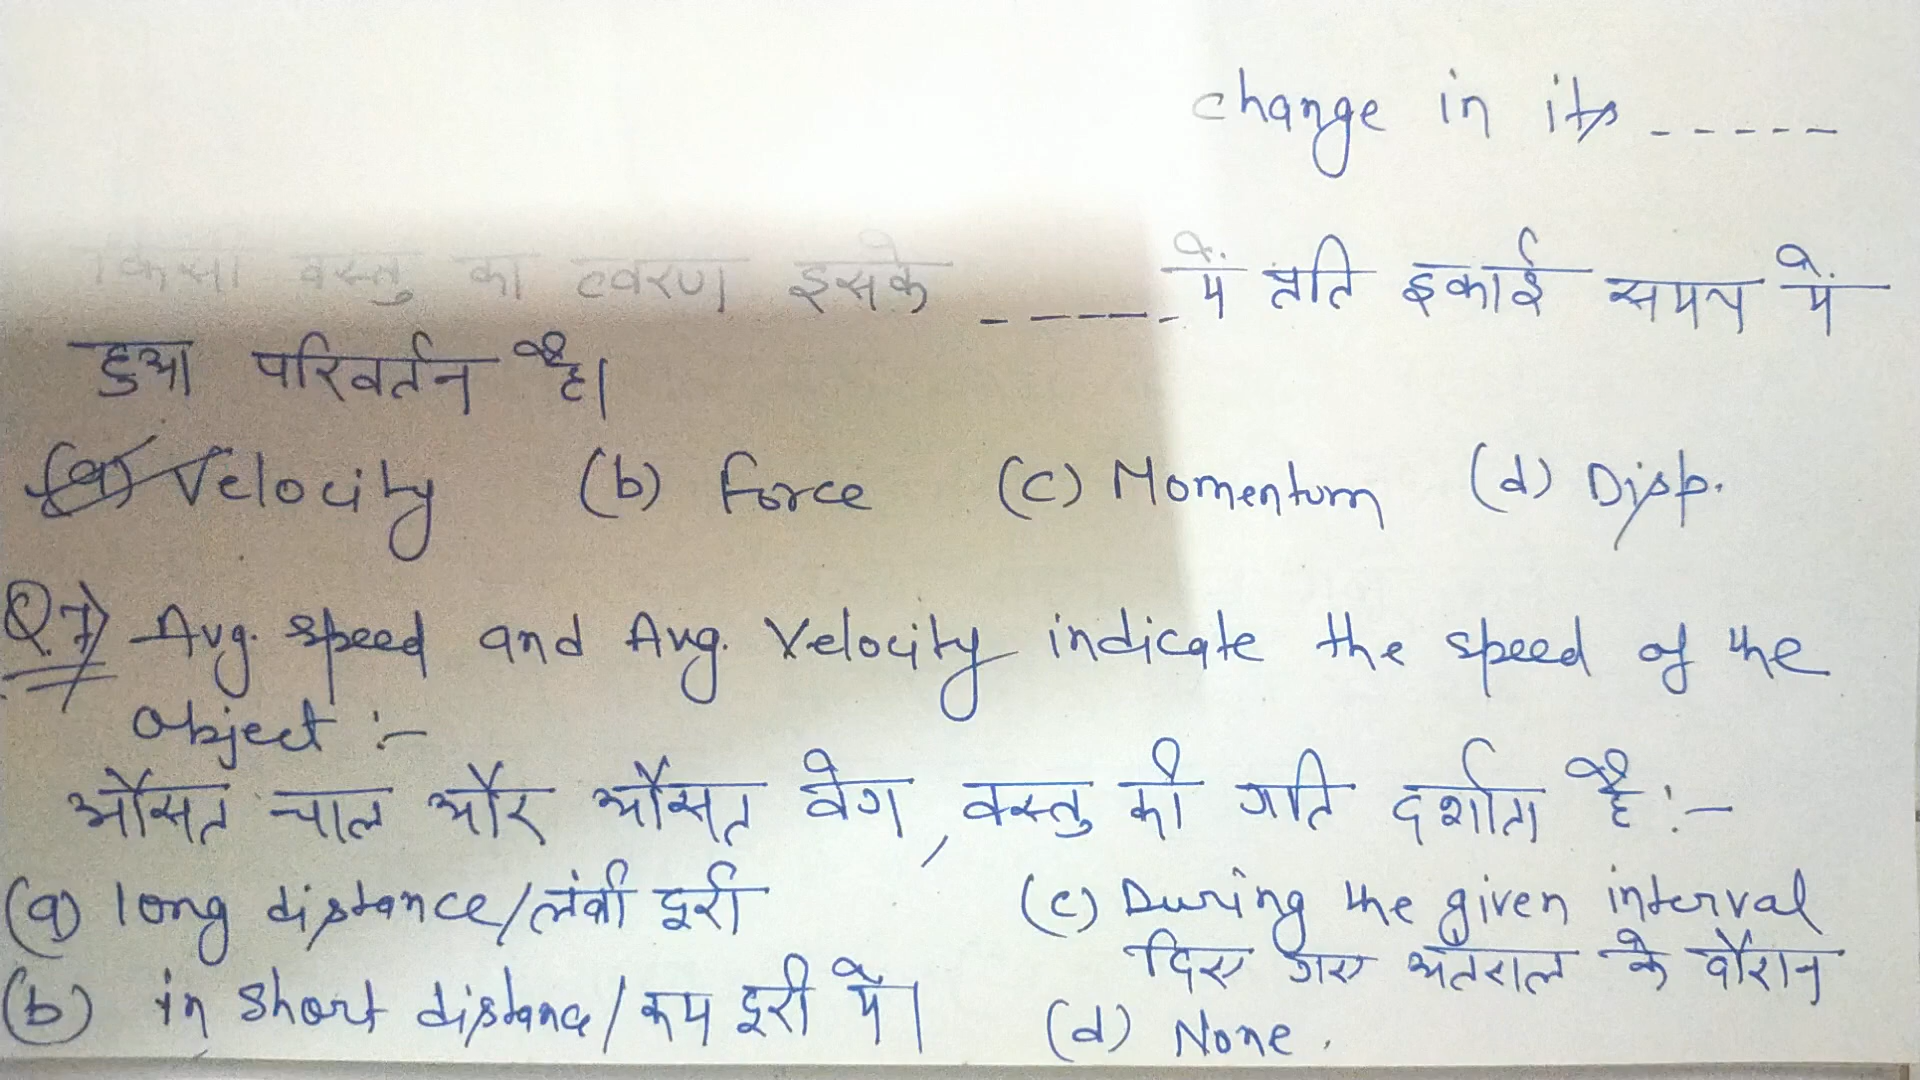 change in its -----
किसी वस्तु का त्वरण इसके ----- में प्रति इकाई समय में
हुआ परिवर्तन है।
(a) Velocity (b) Force (c) Momentum (d) Disp.
Q.7) Avg. speed and Avg. Velocity indicate the speed of the
object :-
औसत चाल और औसत वेग, वस्तु की गति दर्शाता है :-
(a) long distance/लंबी दूरी
(b) in short distance/कम दूरी में।
(c) During the given interval
दिए गए अंतराल के दौरान
(d) None.